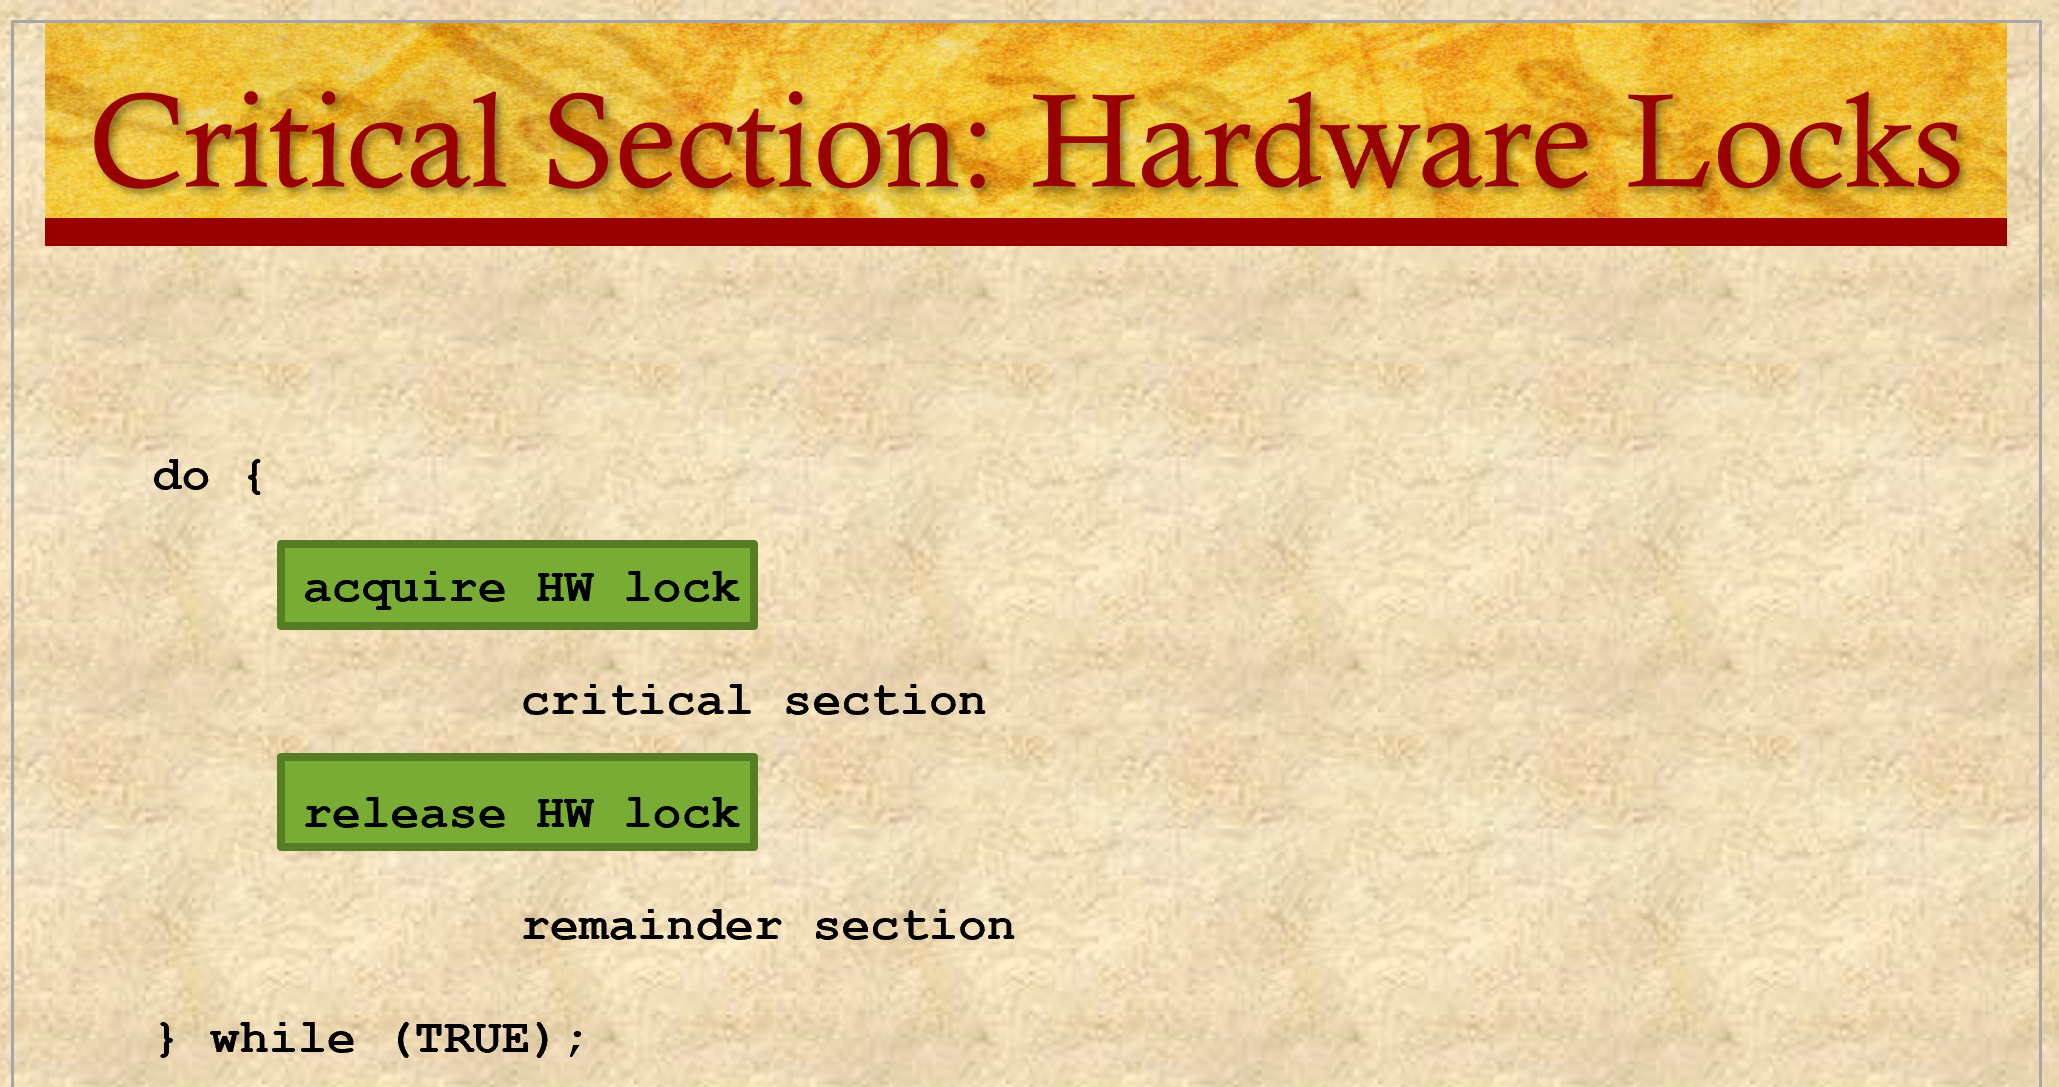 Critical Section: Hardware Locks
do {
acquire HW lock
critical section
release HW lock
remainder section
} while (TRUE);